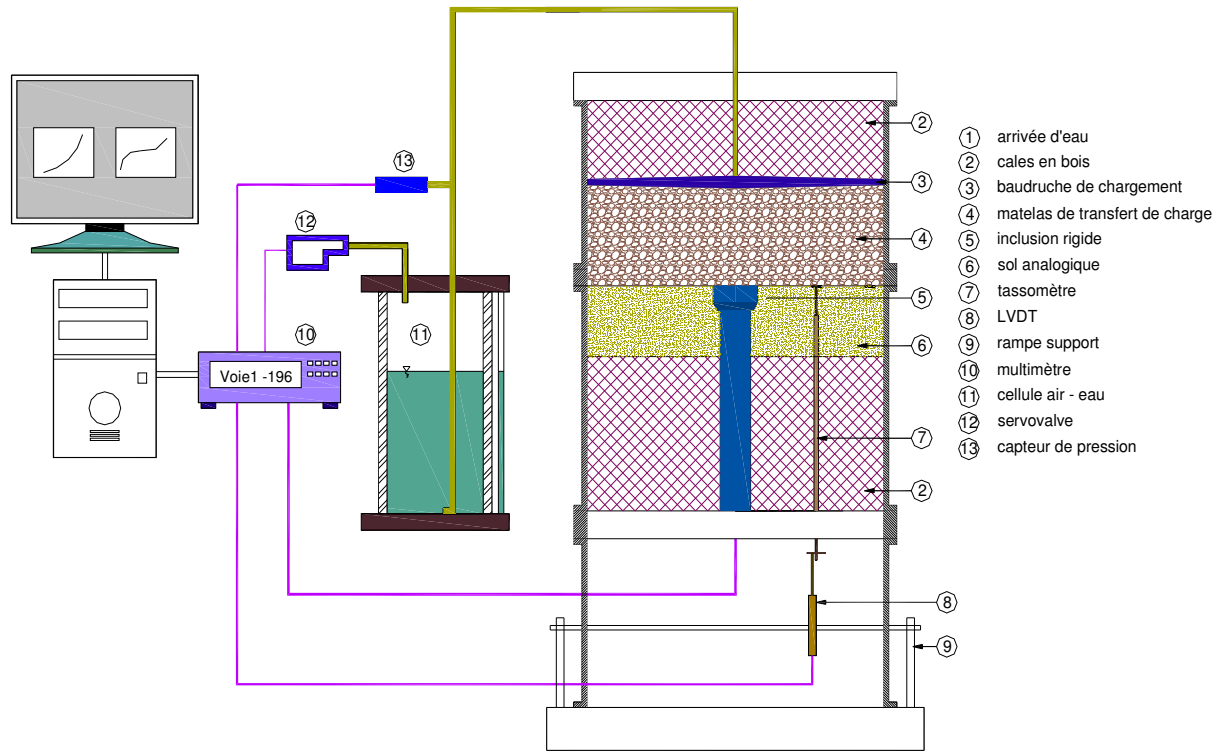 13
12
10
Voie1 -196
11
2
3
4
5
6
7
2
8
9
1 arrivée d'eau
2 cales en bois
3 baudruche de chargement
4 matelas de transfert de charge
5 inclusion rigide
6 sol analogique
7 tassomètre
8 LVDT
9 rampe support
10 multimètre
11 cellule air - eau
12 servovalve
13 capteur de pression